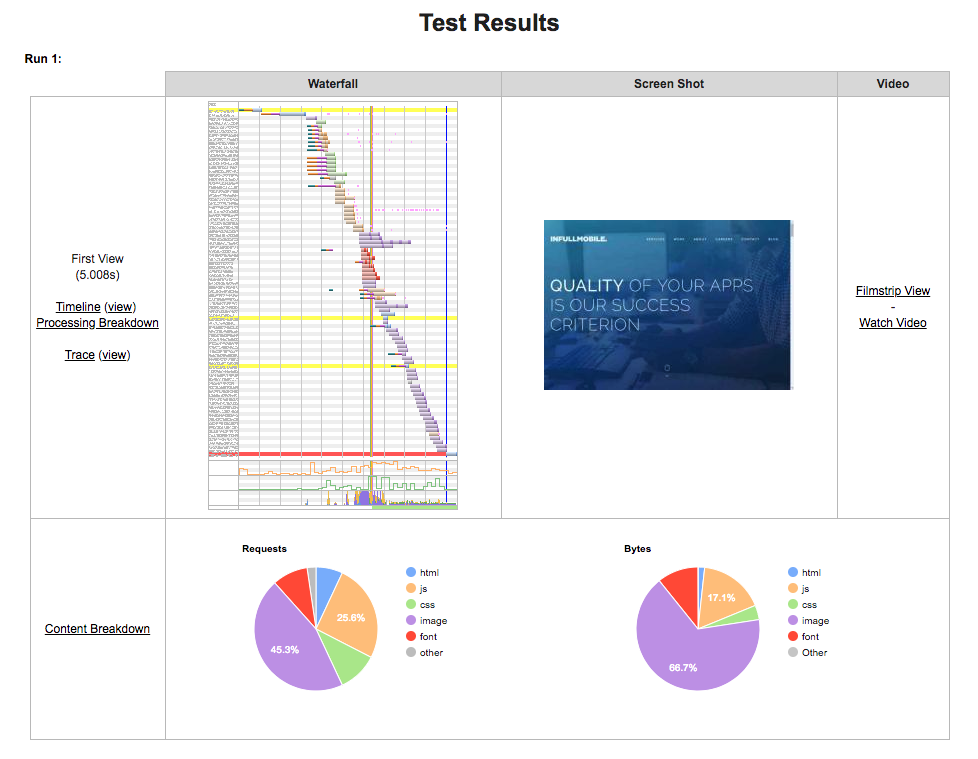 Test Results
Run 1:
Waterfall
Screen Shot
Video
First View
(5.008s)
Timeline (view)
Processing Breakdown
Trace (view)
INFULLMOBILE.
SERVICES WORK ABOUT CAREERS CONTACT BLOG
QUALITY OF YOUR APPS
IS OUR SUCCESS
CRITERION
Filmstrip View
-
Watch Video
Content Breakdown
Requests
25.6%
45.3%
html
js
css
image
font
other
Bytes
17.1%
66.7%
html
js
css
image
font
Other